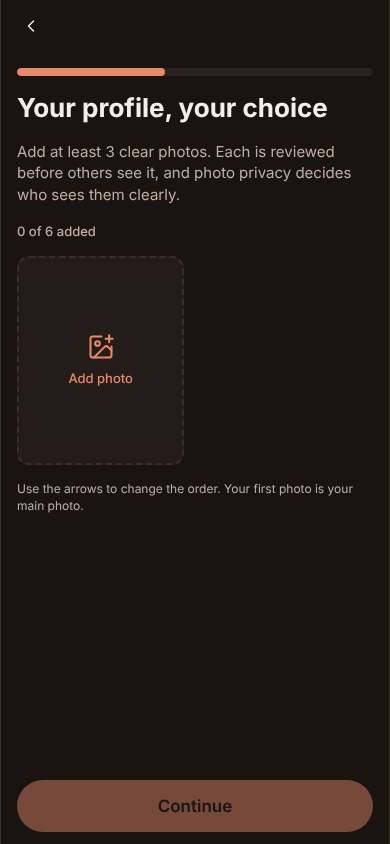 Your profile, your choice
Add at least 3 clear photos. Each is reviewed
before others see it, and photo privacy decides
who sees them clearly.
0 of 6 added
Add photo
Use the arrows to change the order. Your first photo is your
main photo.
Continue